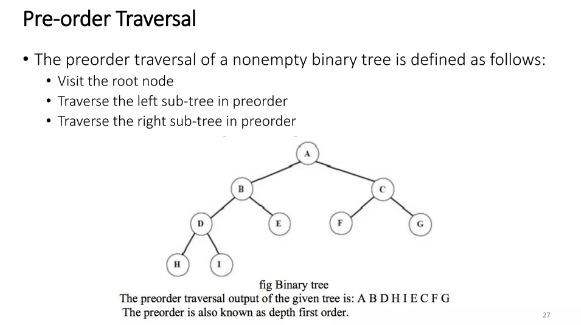 Pre-order Traversal
• The preorder traversal of a nonempty binary tree is defined as follows:
• Visit the root node
• Traverse the left sub-tree in preorder
• Traverse the right sub-tree in preorder
A
B
C
D
E
F
G
H
I
fig Binary tree
The preorder traversal output of the given tree is: A B D H I E C F G
The preorder is also known as depth first order.
27